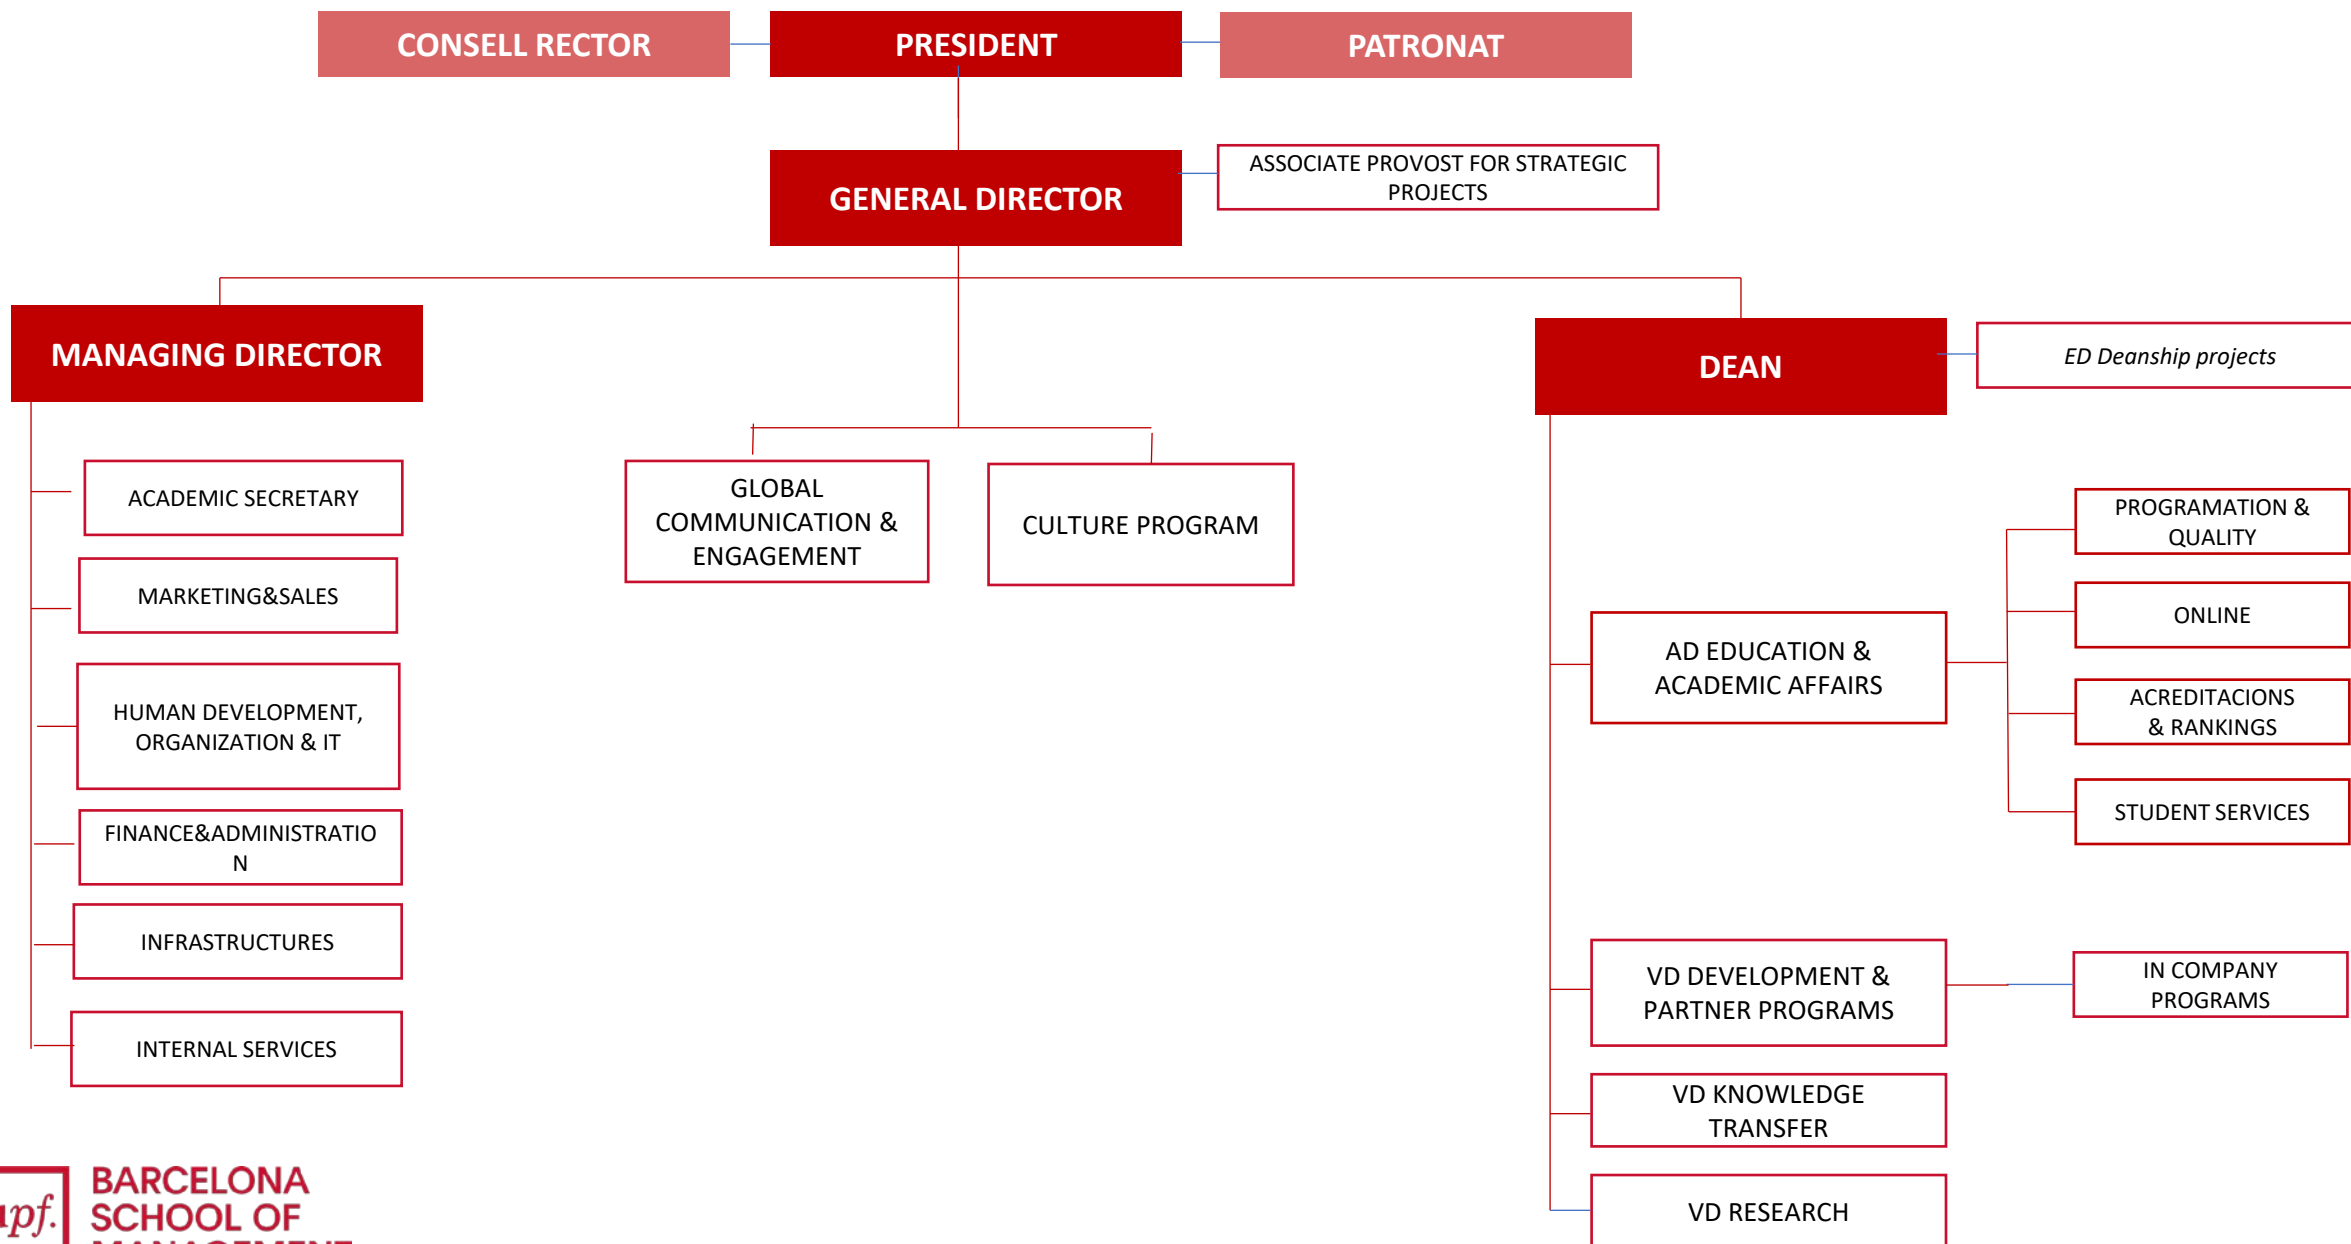 CONSELL RECTOR
PRESIDENT
PATRONAT
GENERAL DIRECTOR
ASSOCIATE PROVOST FOR STRATEGIC
PROJECTS
MANAGING DIRECTOR
DEAN
ED Deanship projects
ACADEMIC SECRETARY
MARKETING&SALES
HUMAN DEVELOPMENT,
ORGANIZATION & IT
FINANCE&ADMINISTRATIO
N
INFRASTRUCTURES
INTERNAL SERVICES
GLOBAL
COMMUNICATION &
ENGAGEMENT
CULTURE PROGRAM
AD EDUCATION &
ACADEMIC AFFAIRS
PROGRAMATION &
QUALITY
ONLINE
ACREDITACIONS
& RANKINGS
STUDENT SERVICES
VD DEVELOPMENT &
PARTNER PROGRAMS
IN COMPANY
PROGRAMS
VD KNOWLEDGE
TRANSFER
VD RESEARCH
upf.
BARCELONA
SCHOOL OF
MANAGEMENT